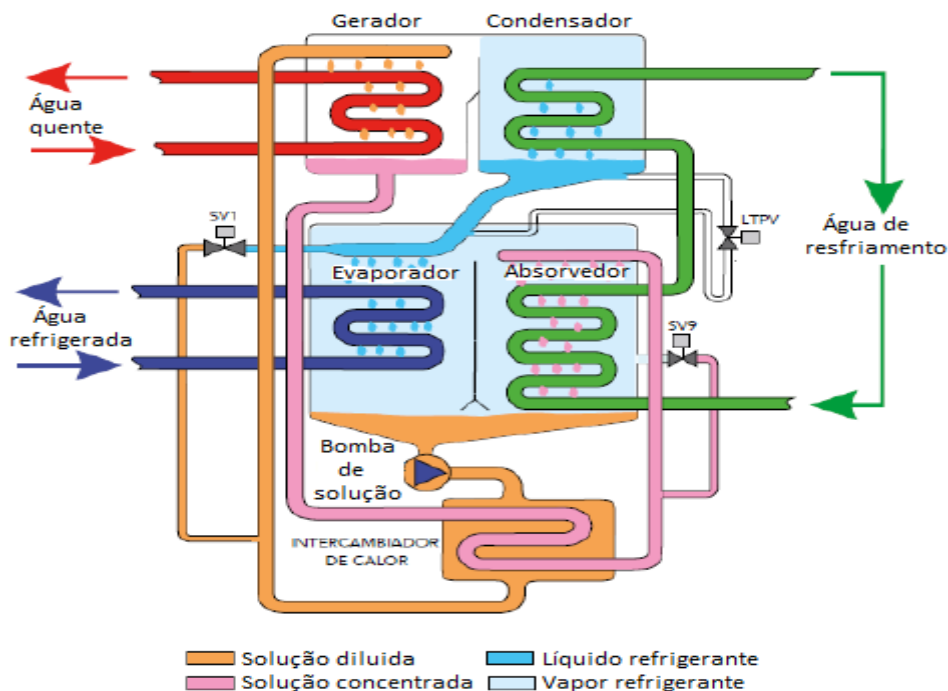 Gerador
Condensador
Água
quente
SV1
LTPV
Água de
resfriamento
Evaporador
Absorvedor
Água
refrigerada
SV9
Bomba
de
solução
INTERCAMBIADOR
DE CALOR
Solução diluida
Líquido refrigerante
Solução concentrada
Vapor refrigerante